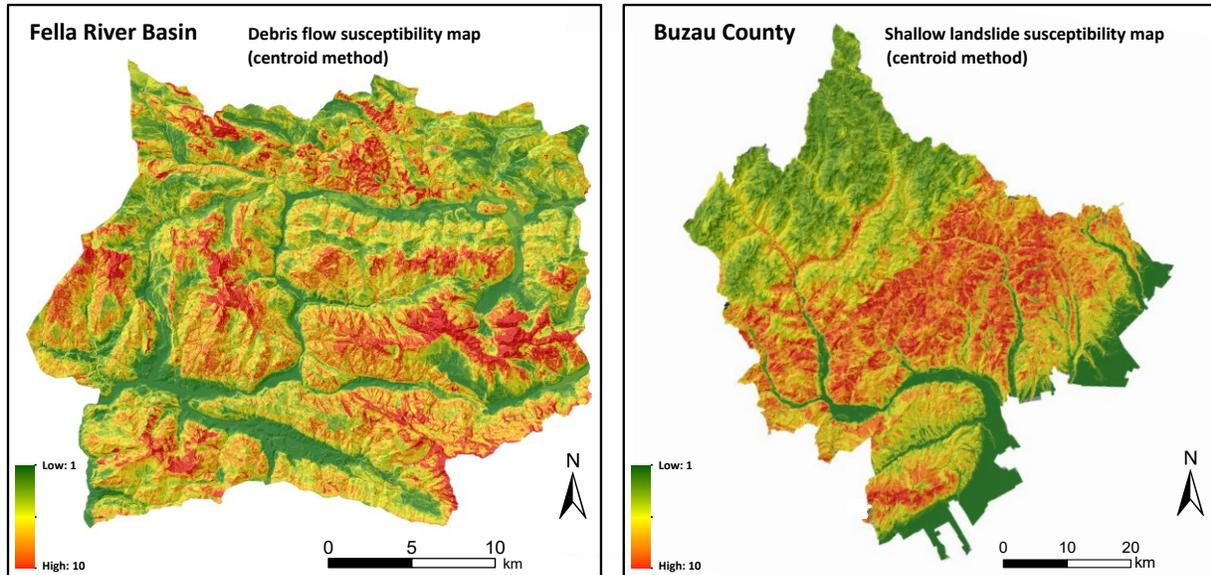 Fella River Basin
Debris flow susceptibility map
(centroid method)
Low: 1
High: 10
N
0 5 10
km
Buzau County
Shallow landslide susceptibility map
(centroid method)
Low: 1
High: 10
N
0 10 20
km